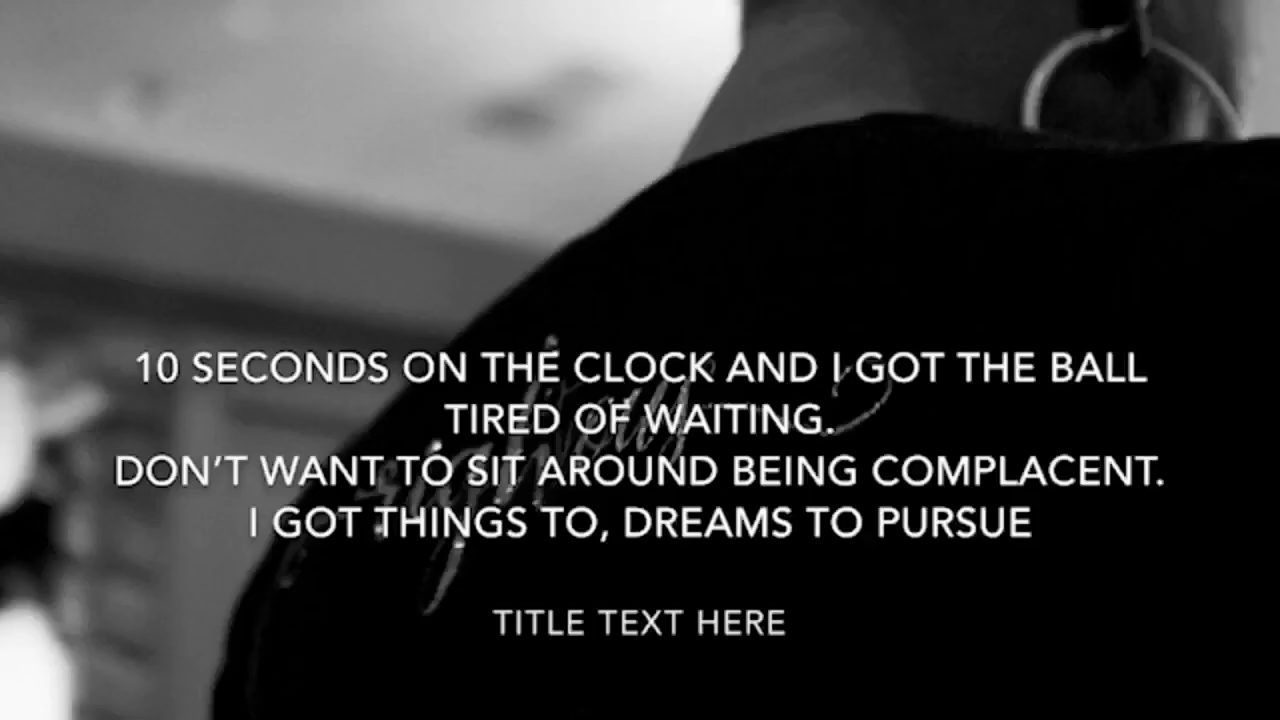 10 SECONDS ON THE CLOCK AND I GOT THE BALL
TIRED OF WAITING.
DON'T WANT TO SIT AROUND BEING COMPLACENT.
I GOT THINGS TO, DREAMS TO PURSUE
TITLE TEXT HERE